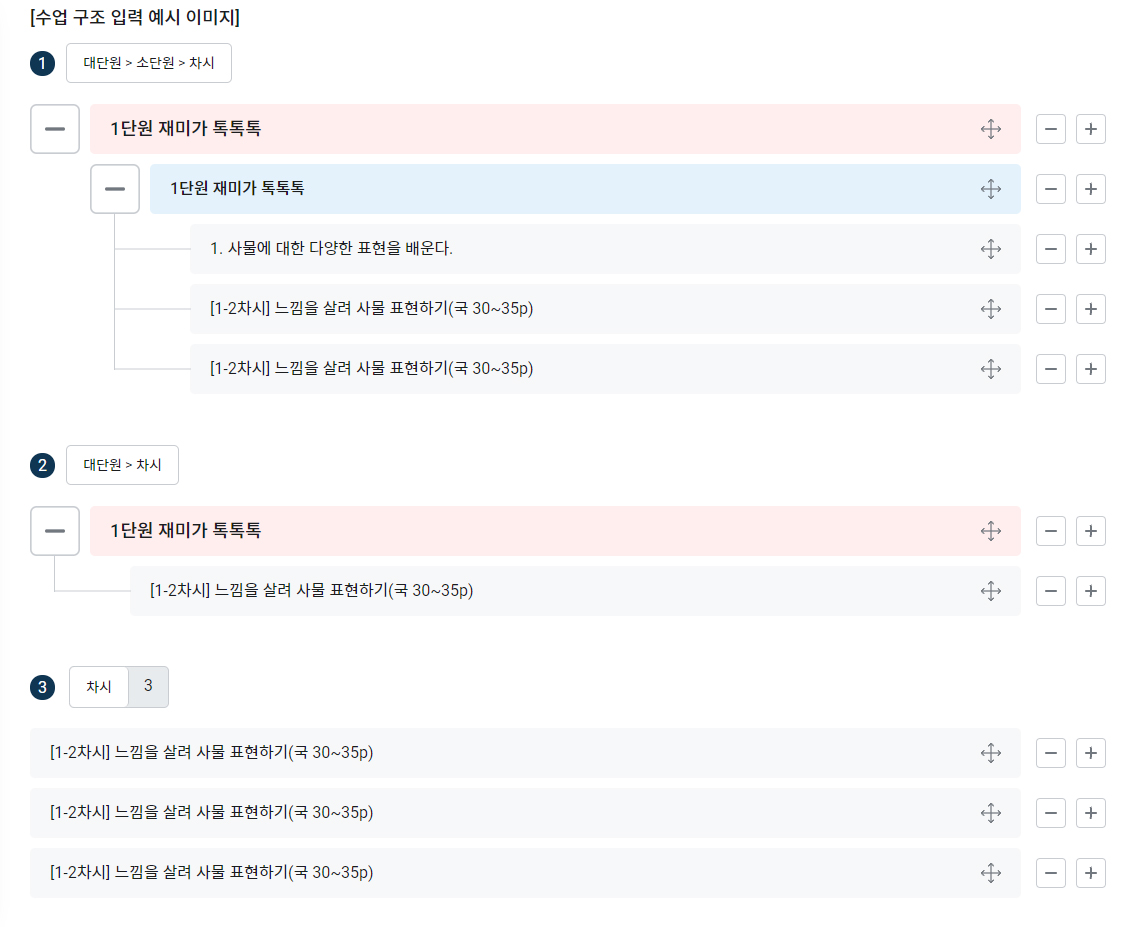 [수업 구조 입력 예시 이미지]
1 대단원 > 소단원 > 차시
1단원 재미가 톡톡톡
1단원 재미가 톡톡톡
1. 사물에 대한 다양한 표현을 배운다.
[1-2차시] 느낌을 살려 사물 표현하기(국 30~35p)
[1-2차시] 느낌을 살려 사물 표현하기(국 30~35p)
2 대단원 > 차시
1단원 재미가 톡톡톡
[1-2차시] 느낌을 살려 사물 표현하기(국 30~35p)
3 차시 3
[1-2차시] 느낌을 살려 사물 표현하기(국 30~35p)
[1-2차시] 느낌을 살려 사물 표현하기(국 30~35p)
[1-2차시] 느낌을 살려 사물 표현하기(국 30~35p)